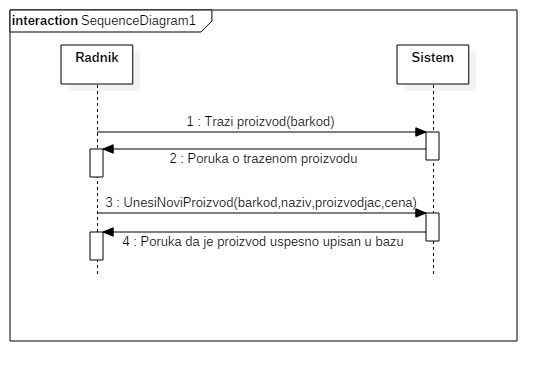 interaction SequenceDiagram1
Radnik
Sistem
1 : Trazi proizvod(barkod)
2 : Poruka o trazenom proizvodu
3 : UnesiNoviProizvod(barkod,naziv,proizvodjac,cena)
4 : Poruka da je proizvod uspesno upisan u bazu